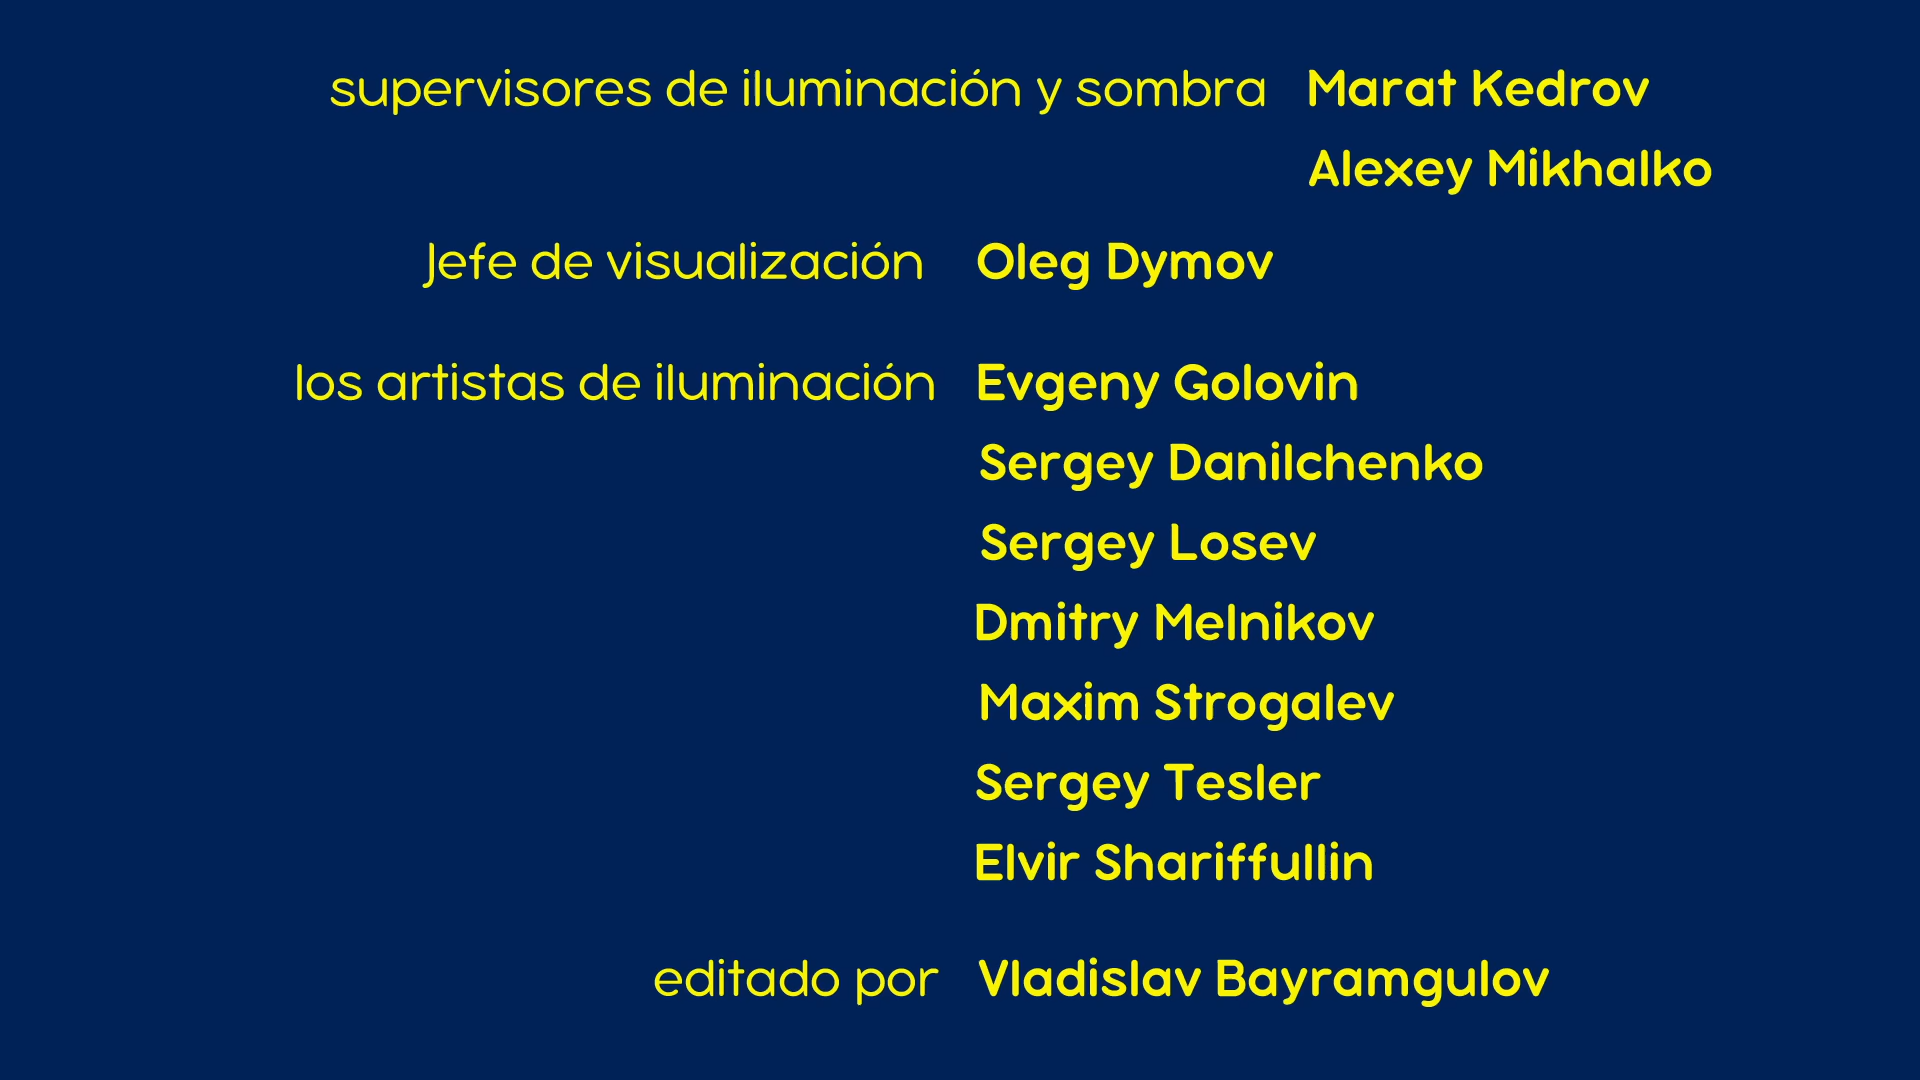 supervisores de iluminación y sombra Marat Kedrov
Alexey Mikhalko
Jefe de visualización Oleg Dymov
los artistas de iluminación Evgeny Golovin
Sergey Danilchenko
Sergey Losev
Dmitry Melnikov
Maxim Strogalev
Sergey Tesler
Elvir Shariffullin
editado por Vladislav Bayramgulov